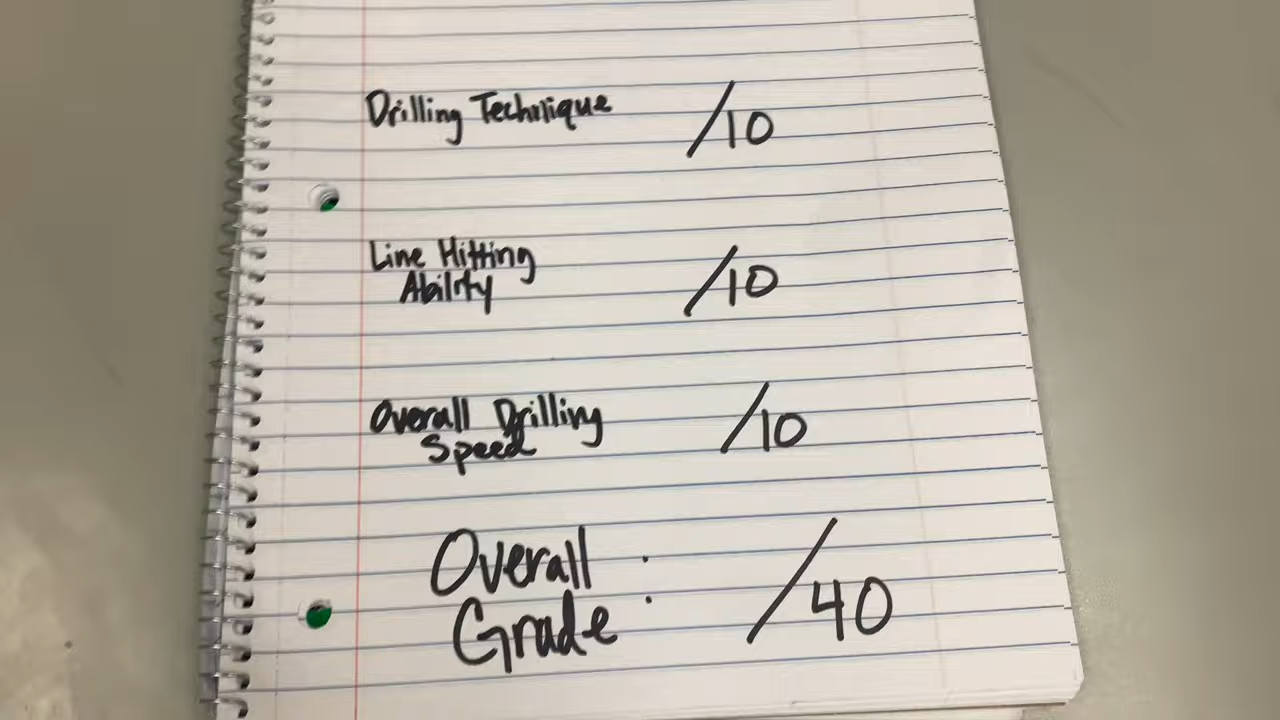 Drilling Technique /10
Line Hitting
Ability /10
Overall Drilling
Speed /10
Overall
Grade : /40